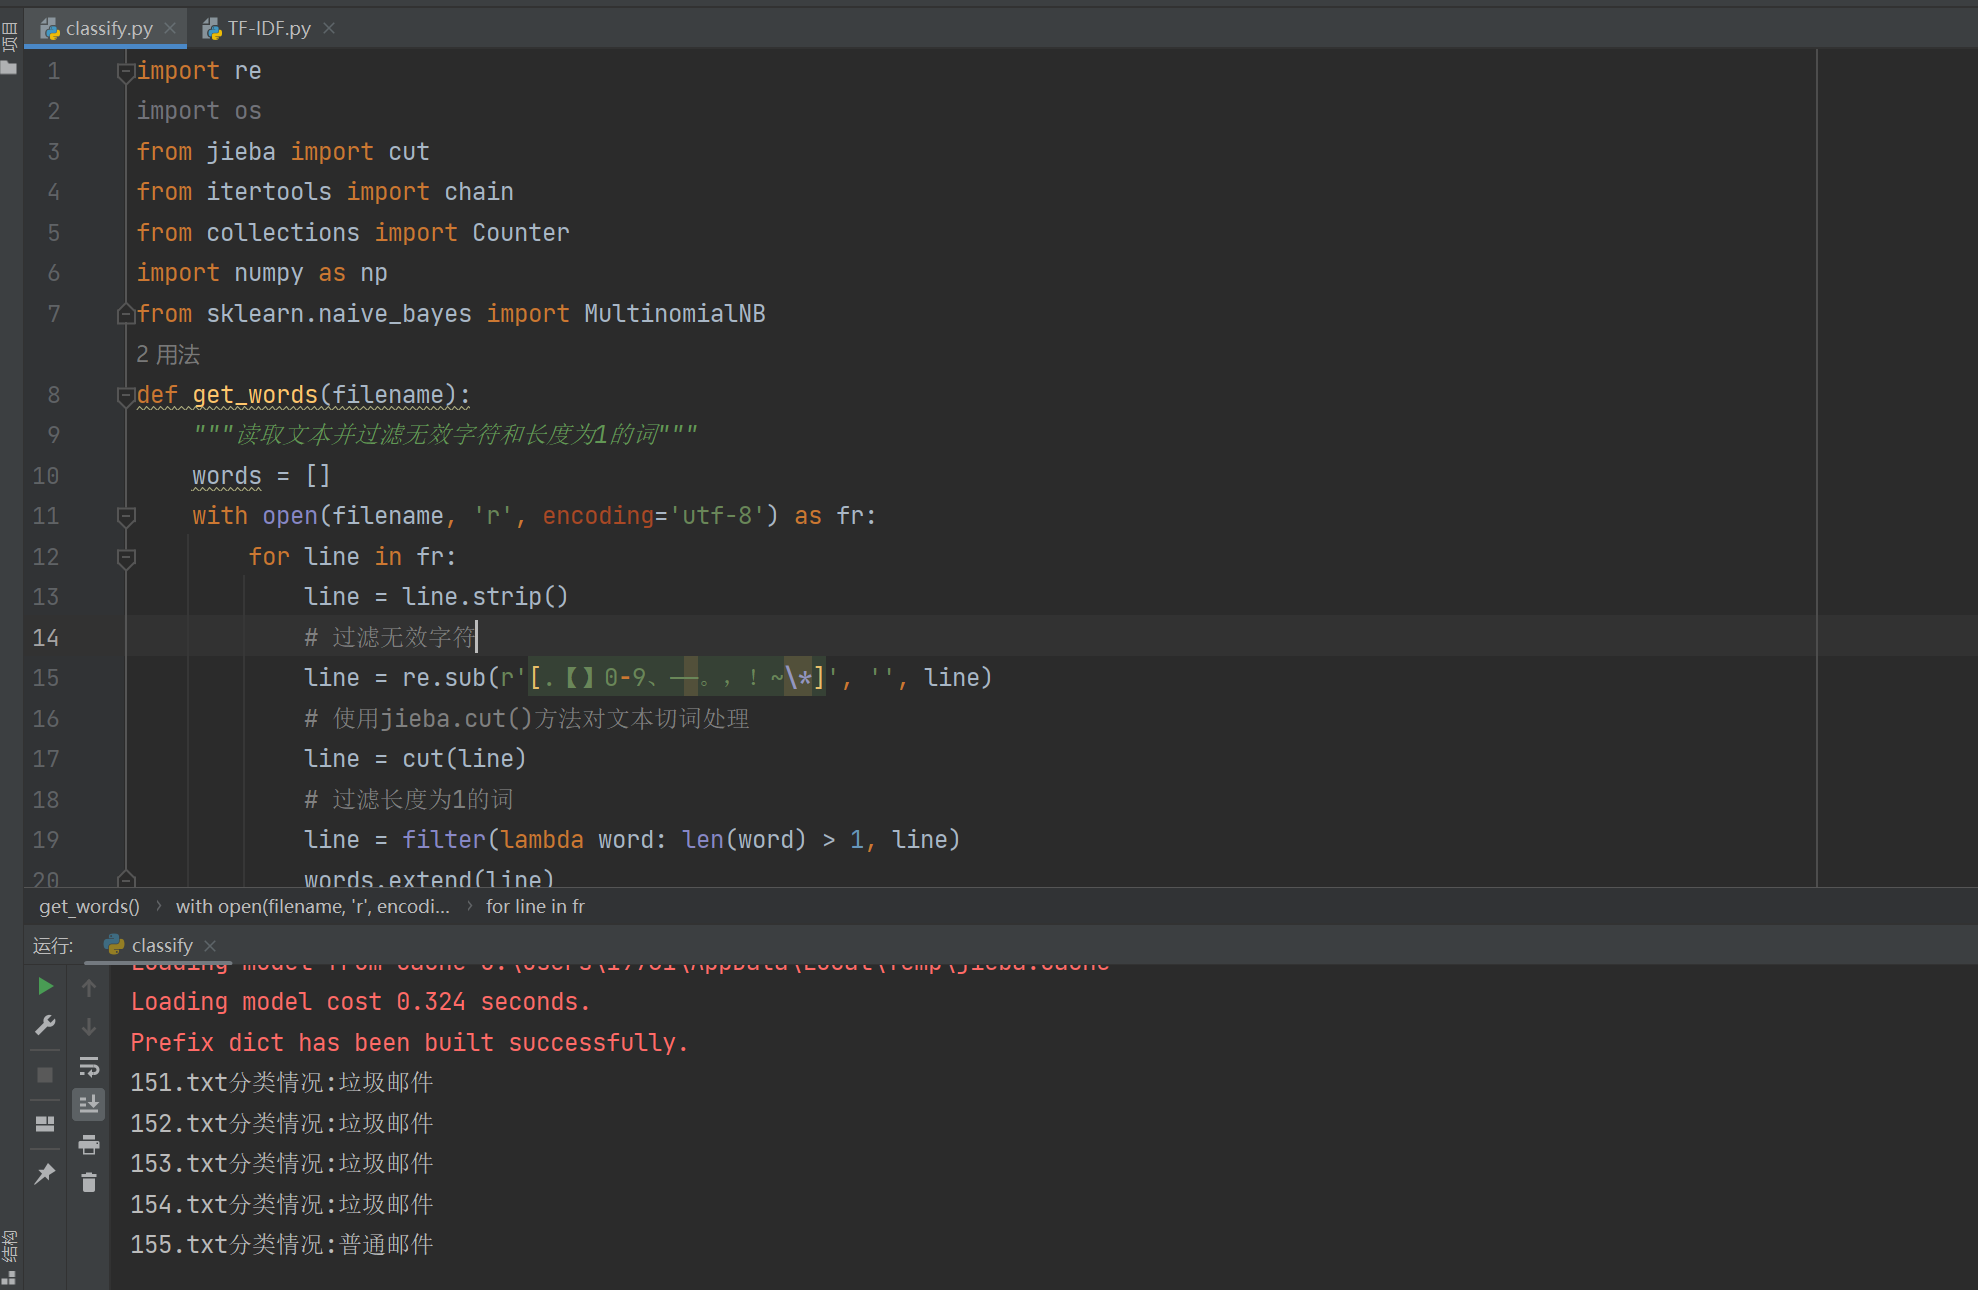 项目
classify.py
TF-IDF.py
1 import re
2 import os
3 from jieba import cut
4 from itertools import chain
5 from collections import Counter
6 import numpy as np
7 from sklearn.naive_bayes import MultinomialNB
2 用法
8 def get_words(filename):
9 """读取文本并过滤无效字符和长度为1的词"""
10 words = []
11 with open(filename, 'r', encoding='utf-8') as fr:
12 for line in fr:
13 line = line.strip()
14 # 过滤无效字符
15 line = re.sub(r'[.【】0-9、——。，！~\*]', '', line)
16 # 使用jieba.cut()方法对文本切词处理
17 line = cut(line)
18 # 过滤长度为1的词
19 line = filter(lambda word: len(word) > 1, line)
20 words.extend(line)
get_words() › with open(filename, 'r', encodi... › for line in fr
运行: classify
Loading model from cache C:\Users\19781\AppData\Local\Temp\jieba.cache
Loading model cost 0.324 seconds.
Prefix dict has been built successfully.
151.txt分类情况:垃圾邮件
152.txt分类情况:垃圾邮件
153.txt分类情况:垃圾邮件
154.txt分类情况:垃圾邮件
155.txt分类情况:普通邮件
结构